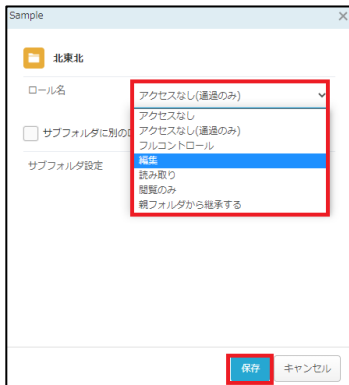 Sample
北東北
ロール名
アクセスなし(通過のみ)
アクセスなし
アクセスなし(通過のみ)
フルコントロール
サブフォルダに別の
編集
サブフォルダ設定
読み取り
閲覧のみ
親フォルダから継承する
保存
キャンセル